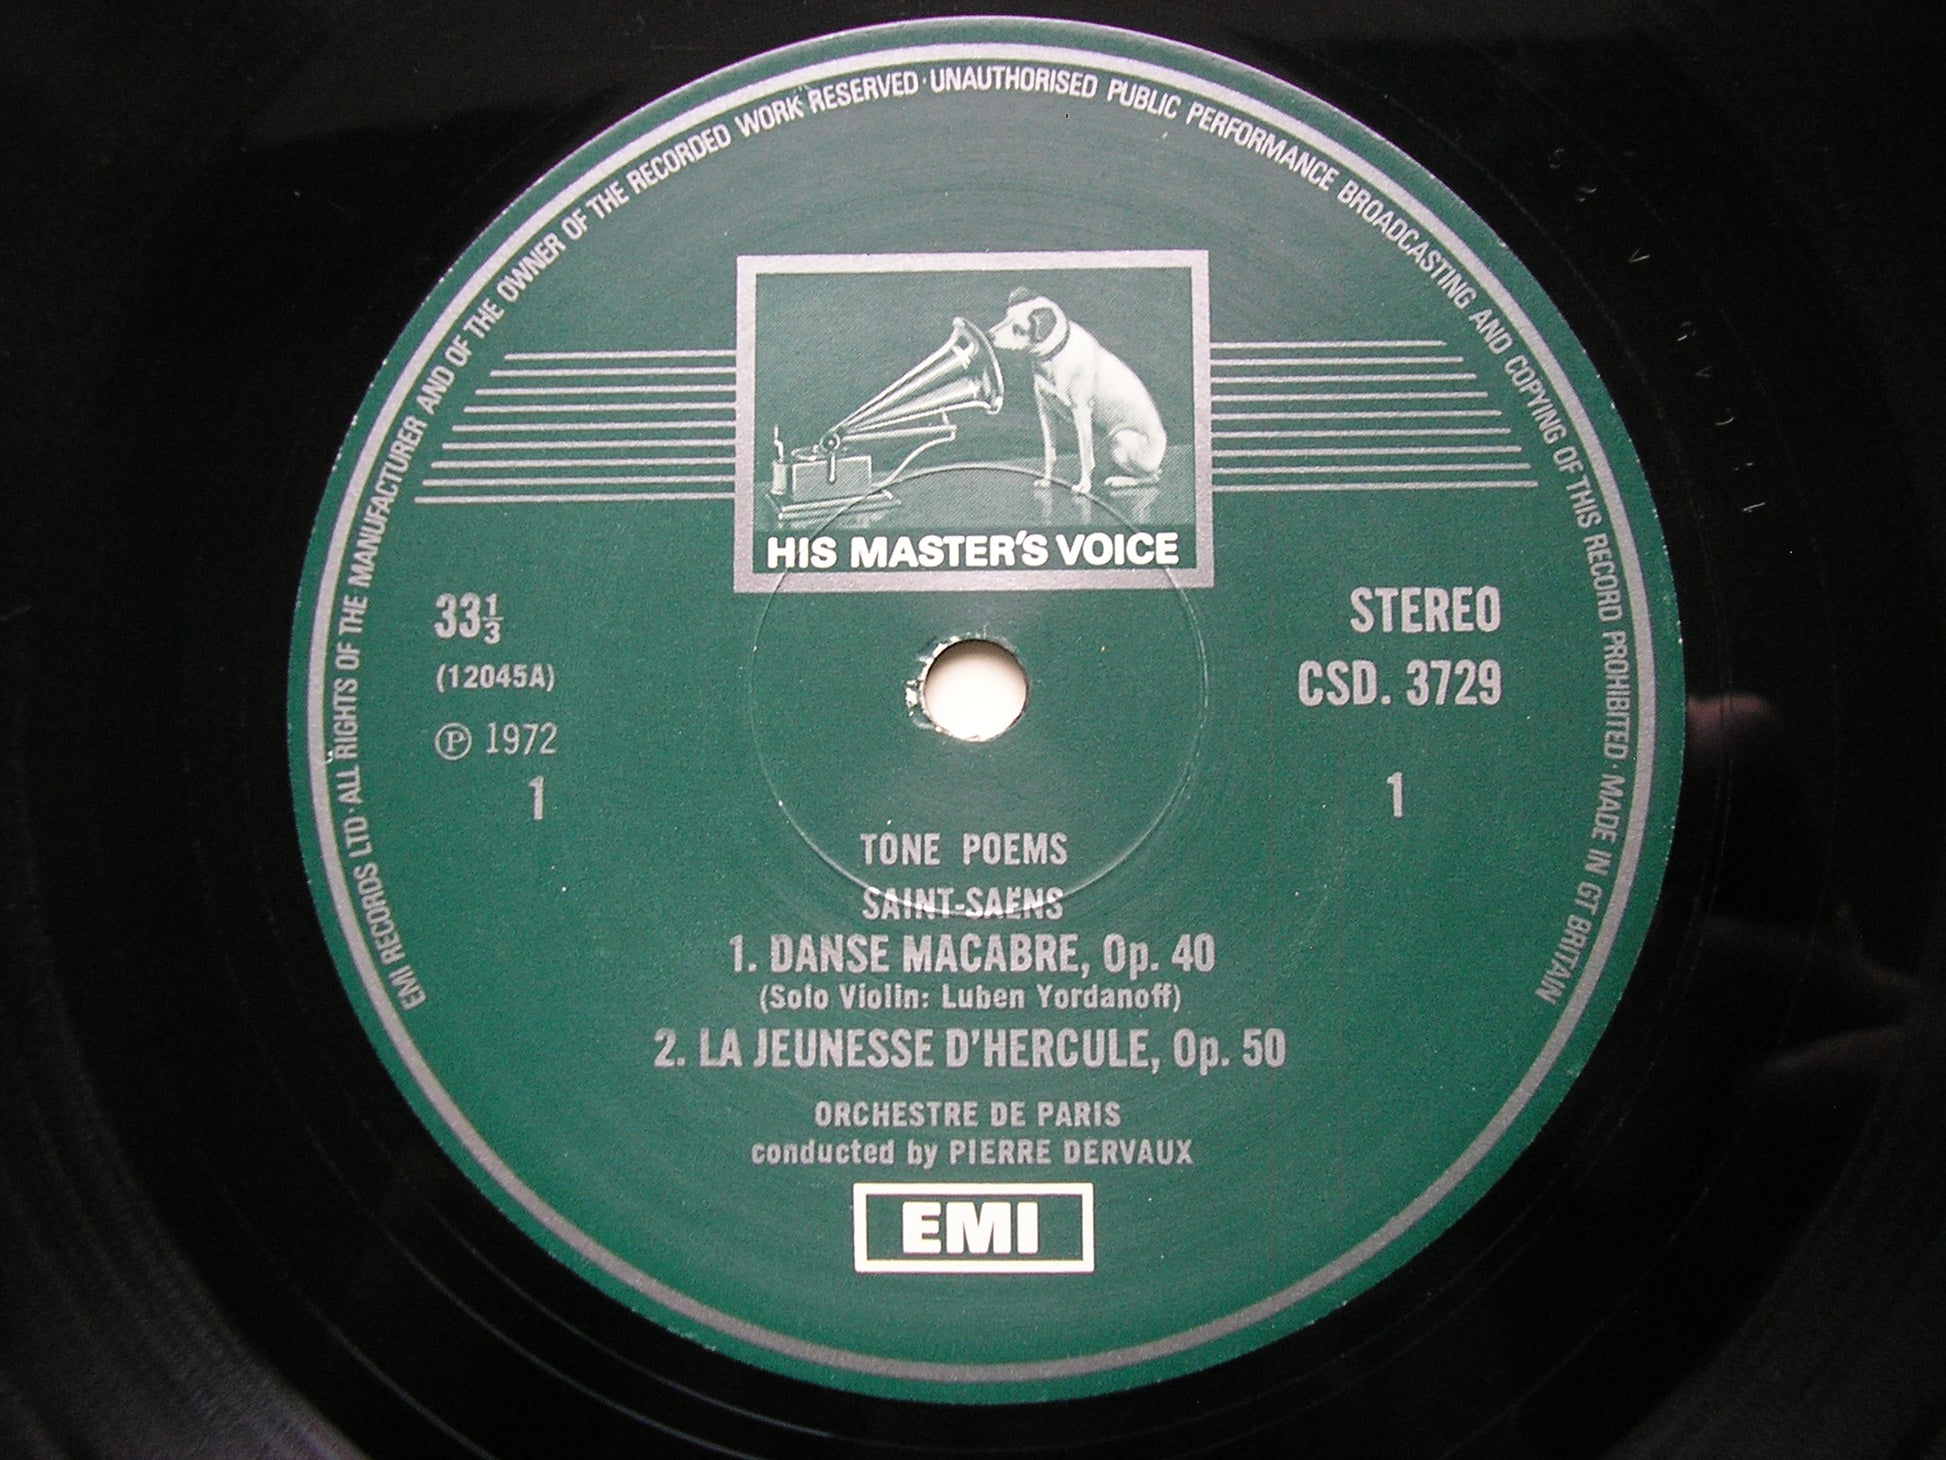 EMI RECORDS LTD · ALL RIGHTS OF THE MANUFACTURER AND OF THE OWNER OF THE RECORDED WORK RESERVED · UNAUTHORISED PUBLIC PERFORMANCE BROADCASTING AND COPYING OF THIS RECORD PROHIBITED · MADE IN GT BRITAIN
HIS MASTER'S VOICE
33⅓
STEREO
(12045A)
CSD. 3729
℗ 1972
1
1
TONE POEMS
SAINT-SAËNS
1. DANSE MACABRE, Op. 40
(Solo Violin: Luben Yordanoff)
2. LA JEUNESSE D'HERCULE, Op. 50
ORCHESTRE DE PARIS
conducted by PIERRE DERVAUX
EMI